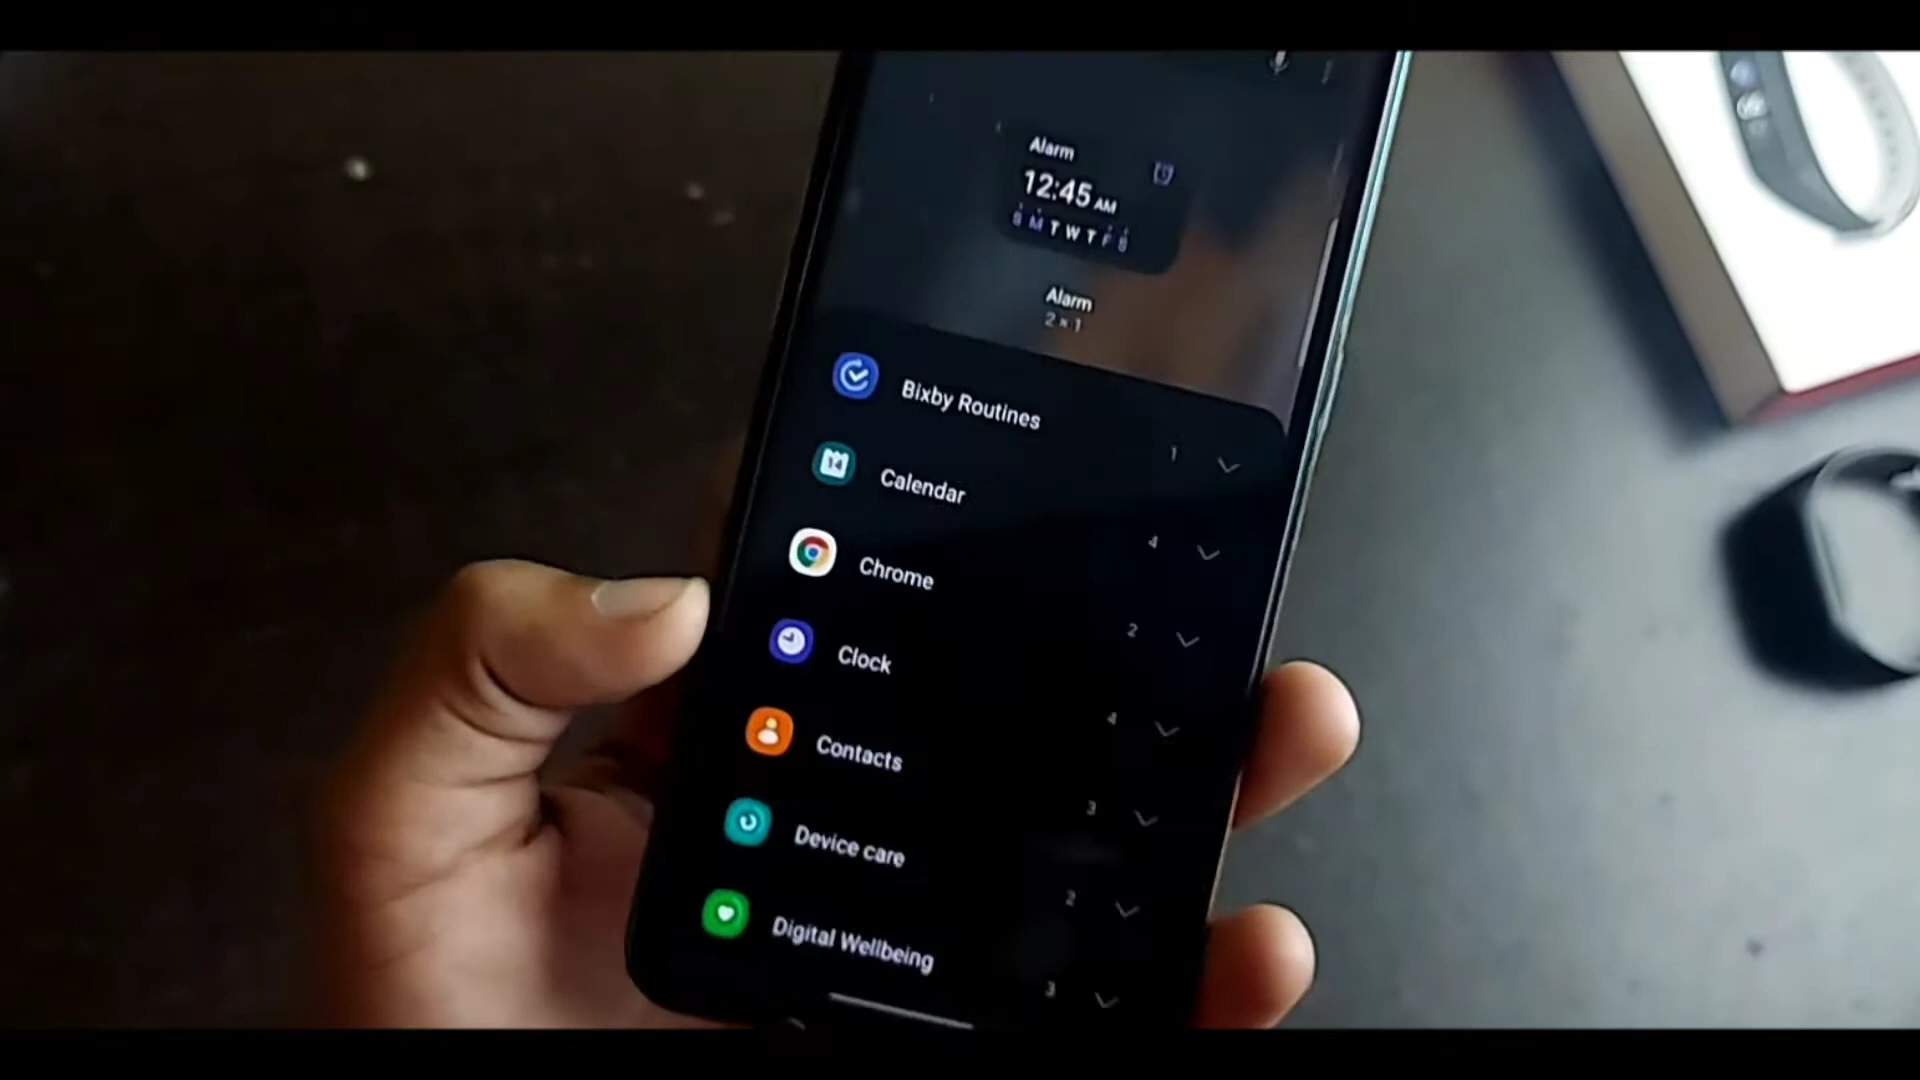 Alarm
12:45 AM
S M T W T F S
Alarm
2 × 1
Bixby Routines
1
14
Calendar
4
Chrome
2
Clock
4
Contacts
3
Device care
2
Digital Wellbeing
3